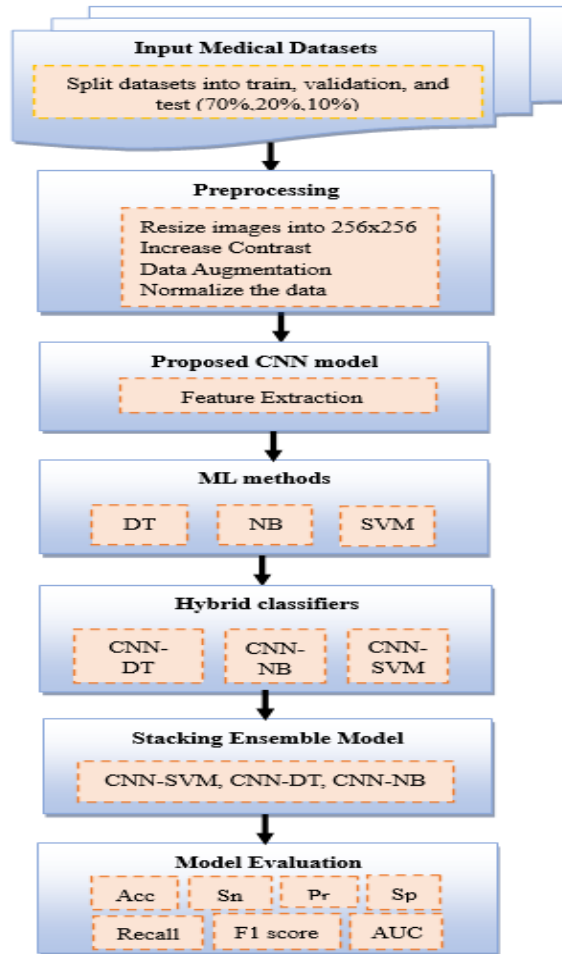 Input Medical Datasets
Split datasets into train, validation, and
test (70%,20%,10%)
Preprocessing
Resize images into 256x256
Increase Contrast
Data Augmentation
Normalize the data
Proposed CNN model
Feature Extraction
ML methods
DT NB SVM
Hybrid classifiers
CNN-
DT
CNN-
NB
CNN-
SVM
Stacking Ensemble Model
CNN-SVM, CNN-DT, CNN-NB
Model Evaluation
Acc Sn Pr Sp
Recall F1 score AUC